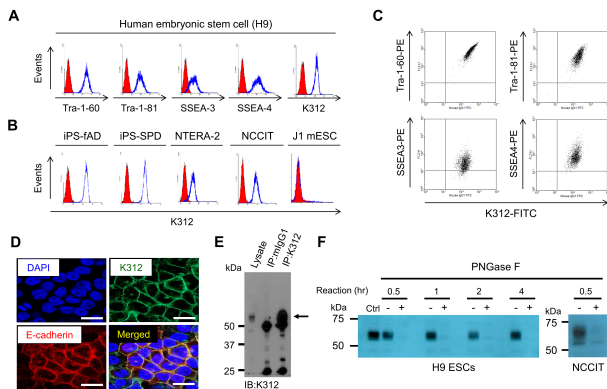 A
Human embryonic stem cell (H9)
Events
Tra-1-60
Tra-1-81
SSEA-3
SSEA-4
K312
B
iPS-fAD
iPS-SPD
NTERA-2
NCCIT
J1 mESC
Events
K312
C
Tra-1-60-PE
Tra-1-81-PE
SSEA3-PE
SSEA4-PE
K312-FITC
D
DAPI
K312
E-cadherin
Merged
E
Lysate
IP:mIgG1
IP:K312
kDa
50
37
25
IB:K312
F
PNGase F
Reaction (hr)
0.5
1
2
4
0.5
kDa
Ctrl
-
+
-
+
-
+
-
+
kDa
-
+
75
50
75
50
H9 ESCs
NCCIT